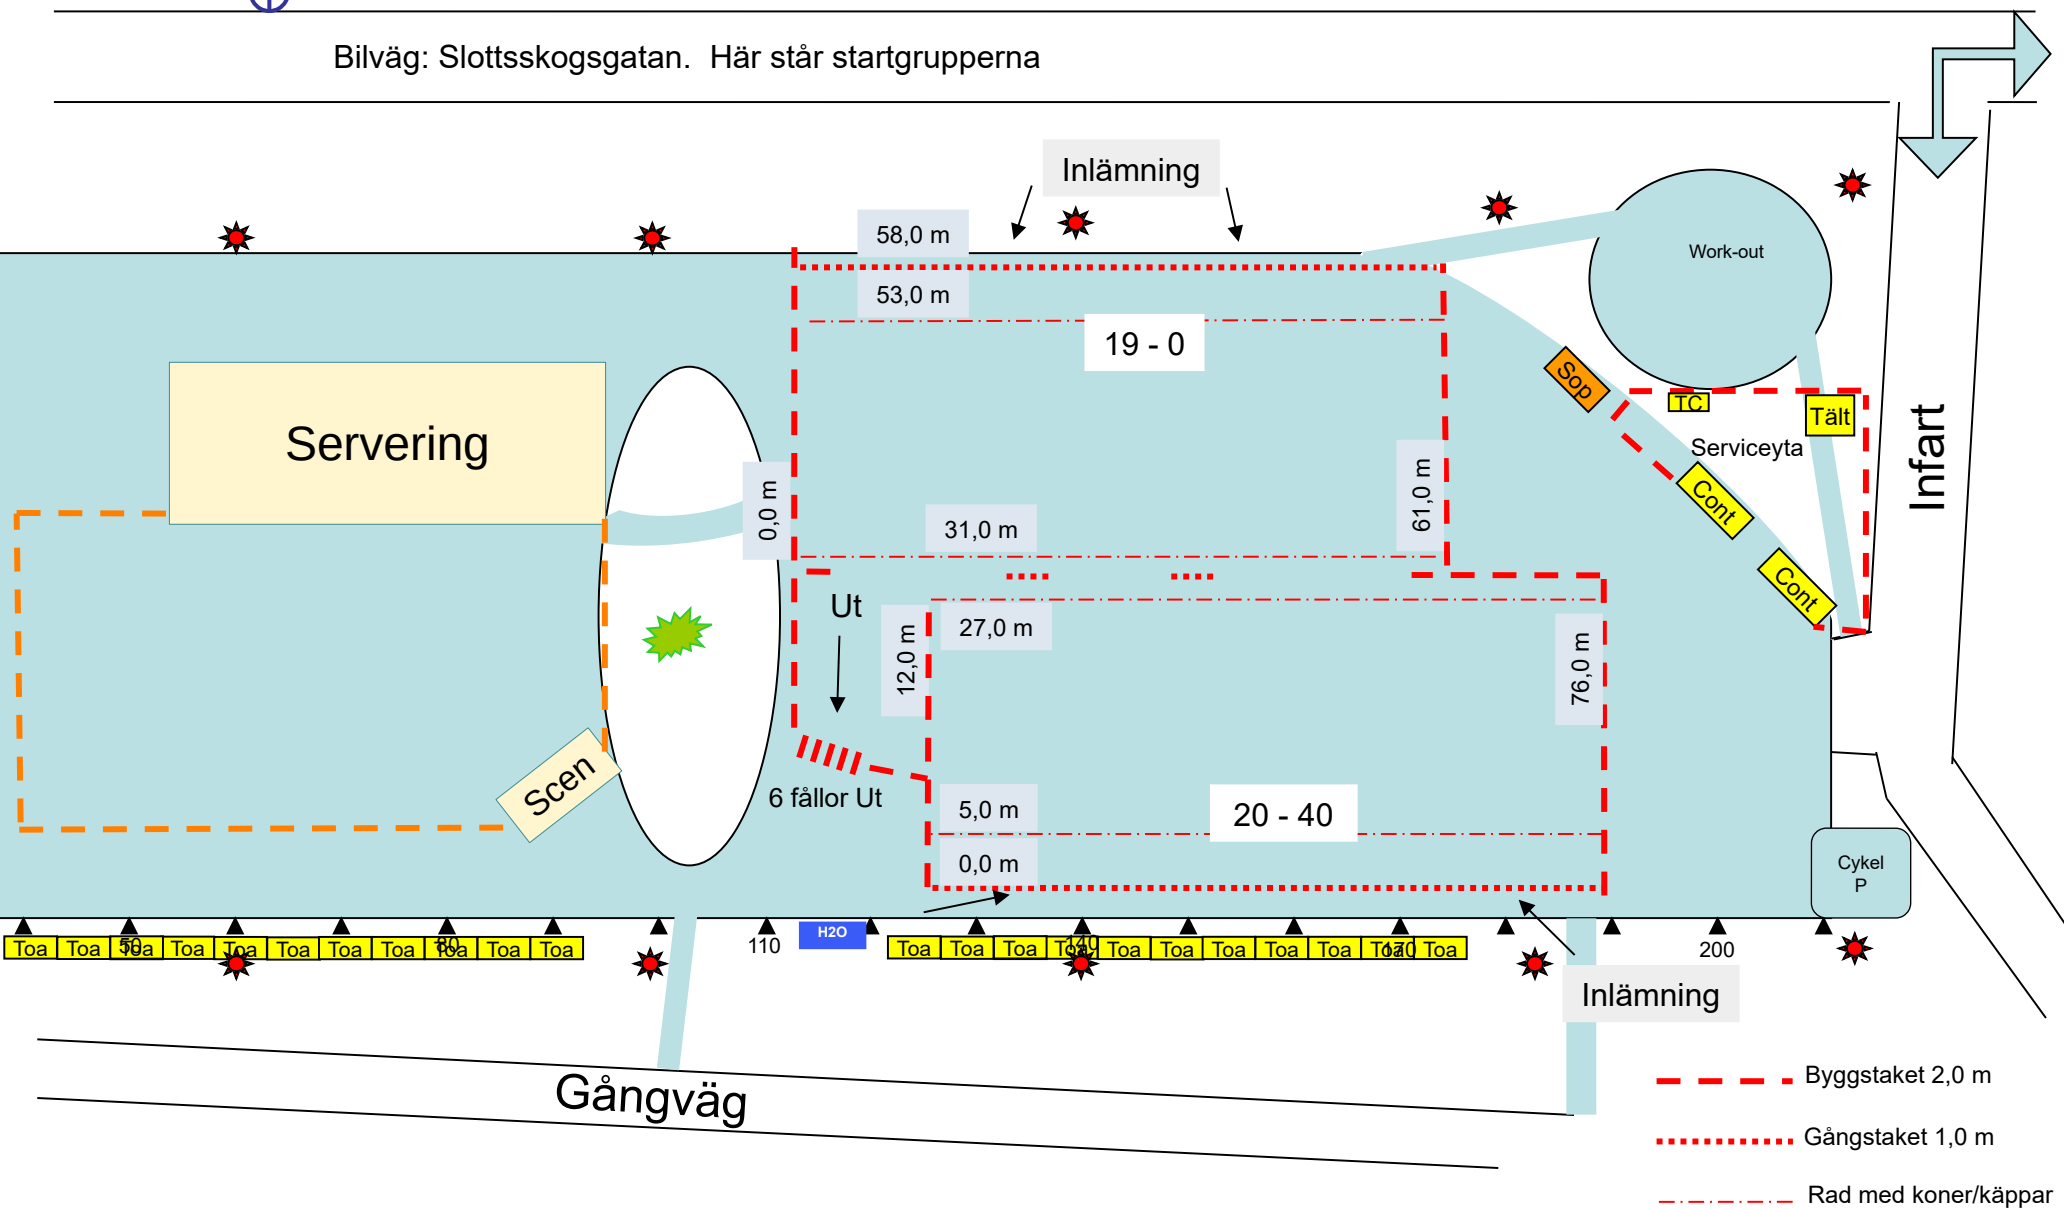 Bilväg: Slottsskogsgatan.  Här står startgrupperna
Inlämning
58,0 m
53,0 m
19 - 0
Work-out
Sop
TC
Tält
Serviceyta
Cont
Cont
Infart
Servering
0,0 m
61,0 m
31,0 m
Ut
27,0 m
12,0 m
76,0 m
Scen
6 fållor Ut
5,0 m
20 - 40
0,0 m
Cykel
P
Toa Toa Toa Toa Toa Toa Toa Toa Toa Toa Toa
50 80 110
H2O
Toa Toa Toa Toa Toa Toa Toa Toa Toa Toa Toa
140 170 200
Inlämning
Gångväg
Byggstaket 2,0 m
Gångstaket 1,0 m
Rad med koner/käppar